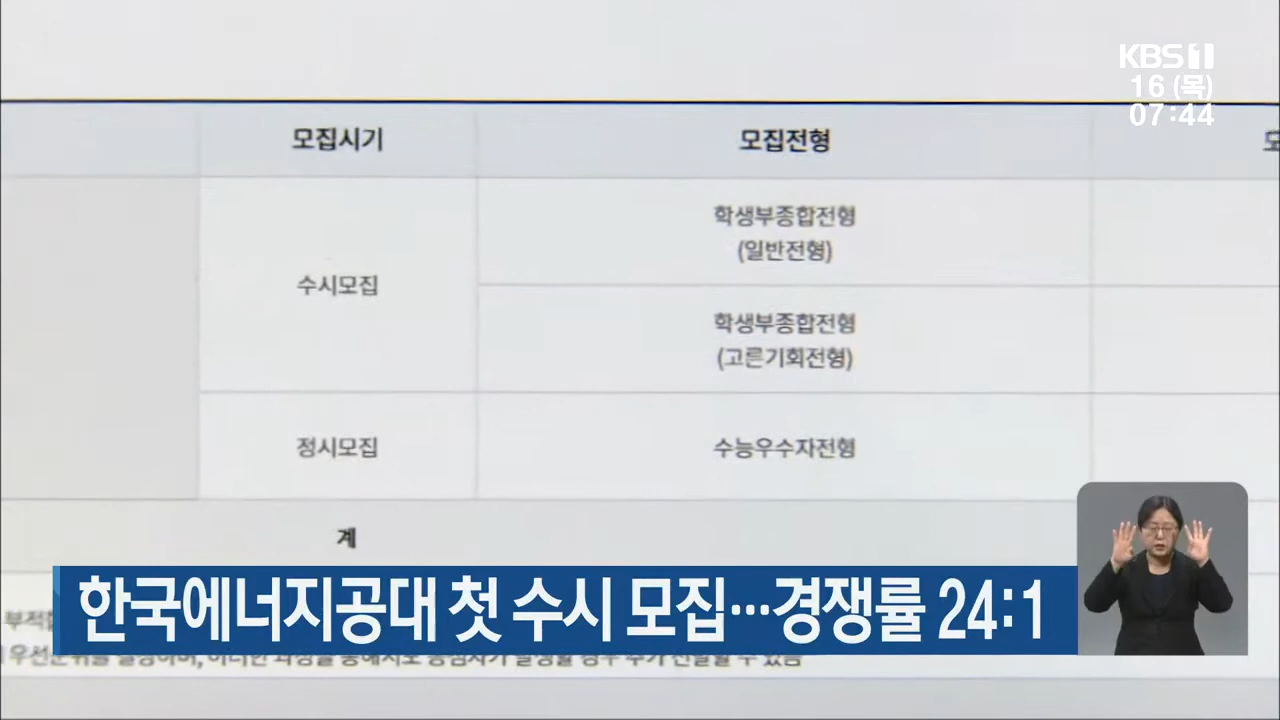 KBS1
16 (목)
07:44
모집시기
모집전형
수시모집
학생부종합전형
(일반전형)
학생부종합전형
(고른기회전형)
정시모집
수능우수자전형
계
한국에너지공대 첫 수시 모집…경쟁률 24:1